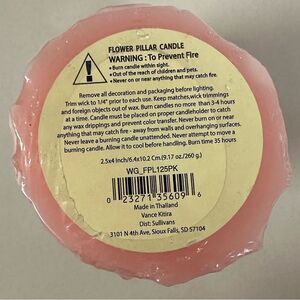 FLOWER PILLAR CANDLE
WARNING : To Prevent Fire
• Burn candle within sight.
• Out of the reach of children and pets.
• Never on or near anything that may catch fire.
Remove all decoration and packaging before lighting.
Trim wick to 1/4" prior to each use. Keep matches,wick trimmings
and foreign objects out of wax. Burn candles no more than 3-4 hours
at a time. Candle must be placed on proper candleholder to catch
any wax drippings and prevent color transfer. Never burn on or near
anything that may catch fire - away from walls and overhanging surfaces.
Never leave a burning candle unattended. Never attempt to move a
burning candle. Allow it to cool before handling. Burn time 35 hours
2.5x4 Inch/6.4x10.2 Cm.(9.17 oz./260 g.)
WG_FPL125PK
0 23271 35609 6
Made in Thailand
Vance Kitira
Dist: Sullivans
3101 N 4th Ave, Sioux Falls, SD 57104